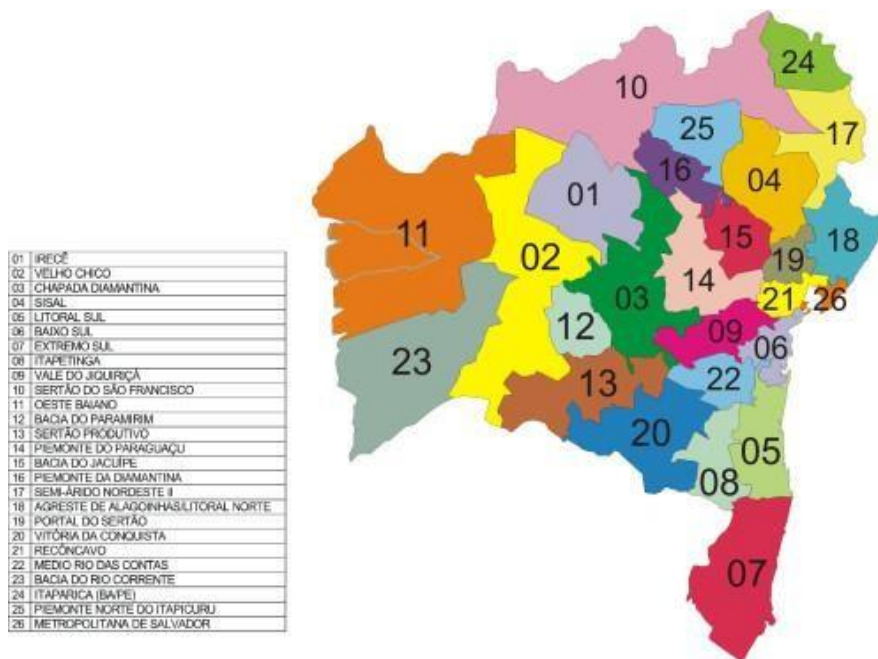 01 IRECÊ
02 VELHO CHICO
03 CHAPADA DIAMANTINA
04 SISAL
05 LITORAL SUL
06 BAIXO SUL
07 EXTREMO SUL
08 ITAPETINGA
09 VALE DO JIQUIRIÇÁ
10 SERTÃO DO SÃO FRANCISCO
11 OESTE BAIANO
12 BACIA DO PARAMIRIM
13 SERTÃO PRODUTIVO
14 PIEMONTE DO PARAGUAÇU
15 BACIA DO JACUÍPE
16 PIEMONTE DA DIAMANTINA
17 SEMI-ÁRIDO NORDESTE II
18 AGRESTE DE ALAGOINHAS/LITORAL NORTE
19 PORTAL DO SERTÃO
20 VITÓRIA DA CONQUISTA
21 RECÔNCAVO
22 MEDIO RIO DAS CONTAS
23 BACIA DO RIO CORRENTE
24 ITAPARICA (BA/PE)
25 PIEMONTE NORTE DO ITAPICURU
26 METROPOLITANA DE SALVADOR
24
10
25
17
16
04
01
11
15
18
02
19
14
03
21
26
12
09
06
23
13
22
20
05
08
07